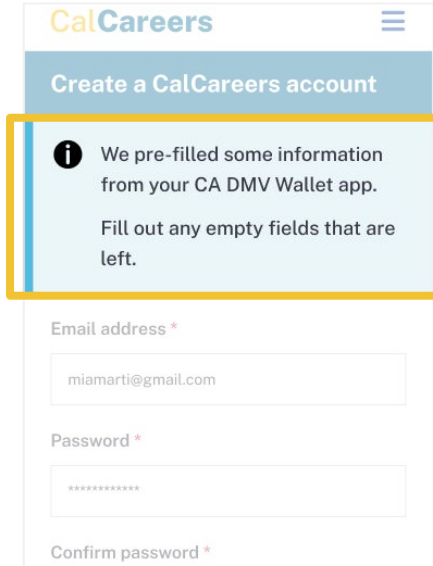 CalCareers
Create a CalCareers account
We pre-filled some information
from your CA DMV Wallet app.
Fill out any empty fields that are
left.
Email address *
miamarti@gmail.com
Password *
************
Confirm password *